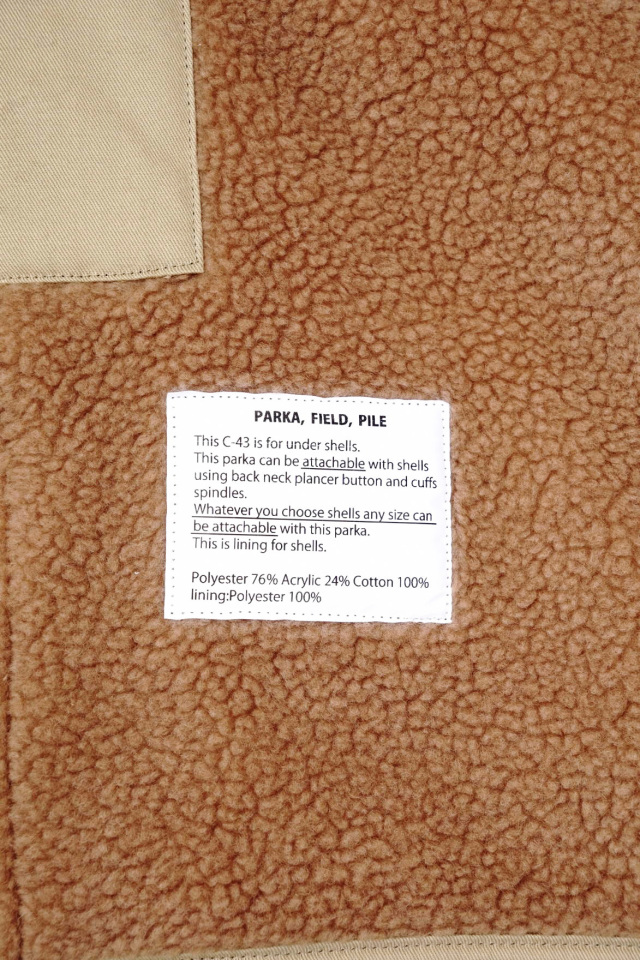 PARKA, FIELD, PILE
This C-43 is for under shells.
This parka can be attachable with shells
using back neck plancer button and cuffs
spindles.
Whatever you choose shells any size can
be attachable with this parka.
This is lining for shells.
Polyester 76% Acrylic 24% Cotton 100%
lining:Polyester 100%